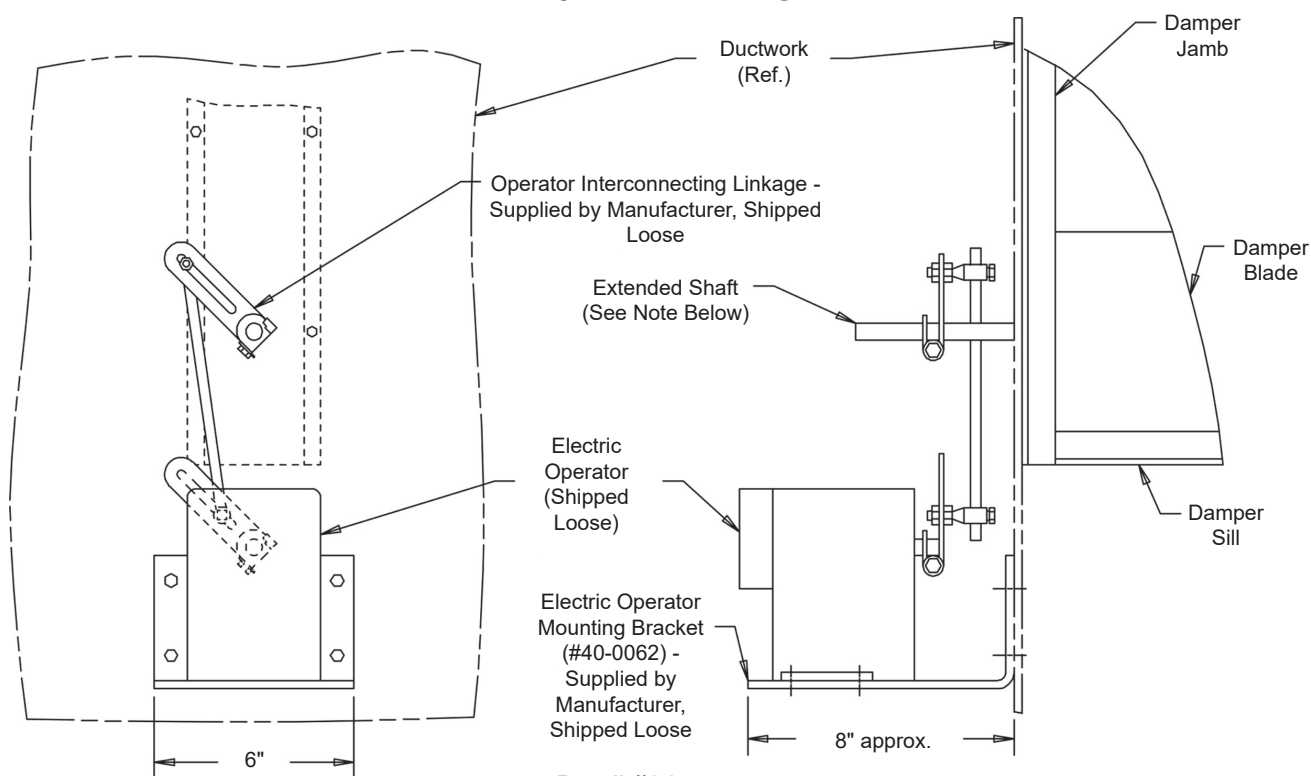 Ductwork
(Ref.)
Damper
Jamb
Operator Interconnecting Linkage -
Supplied by Manufacturer, Shipped
Loose
Extended Shaft
(See Note Below)
Damper
Blade
Electric
Operator
(Shipped
Loose)
Damper
Sill
Electric Operator
Mounting Bracket
(#40-0062) -
Supplied by
Manufacturer,
Shipped Loose
6"
8" approx.